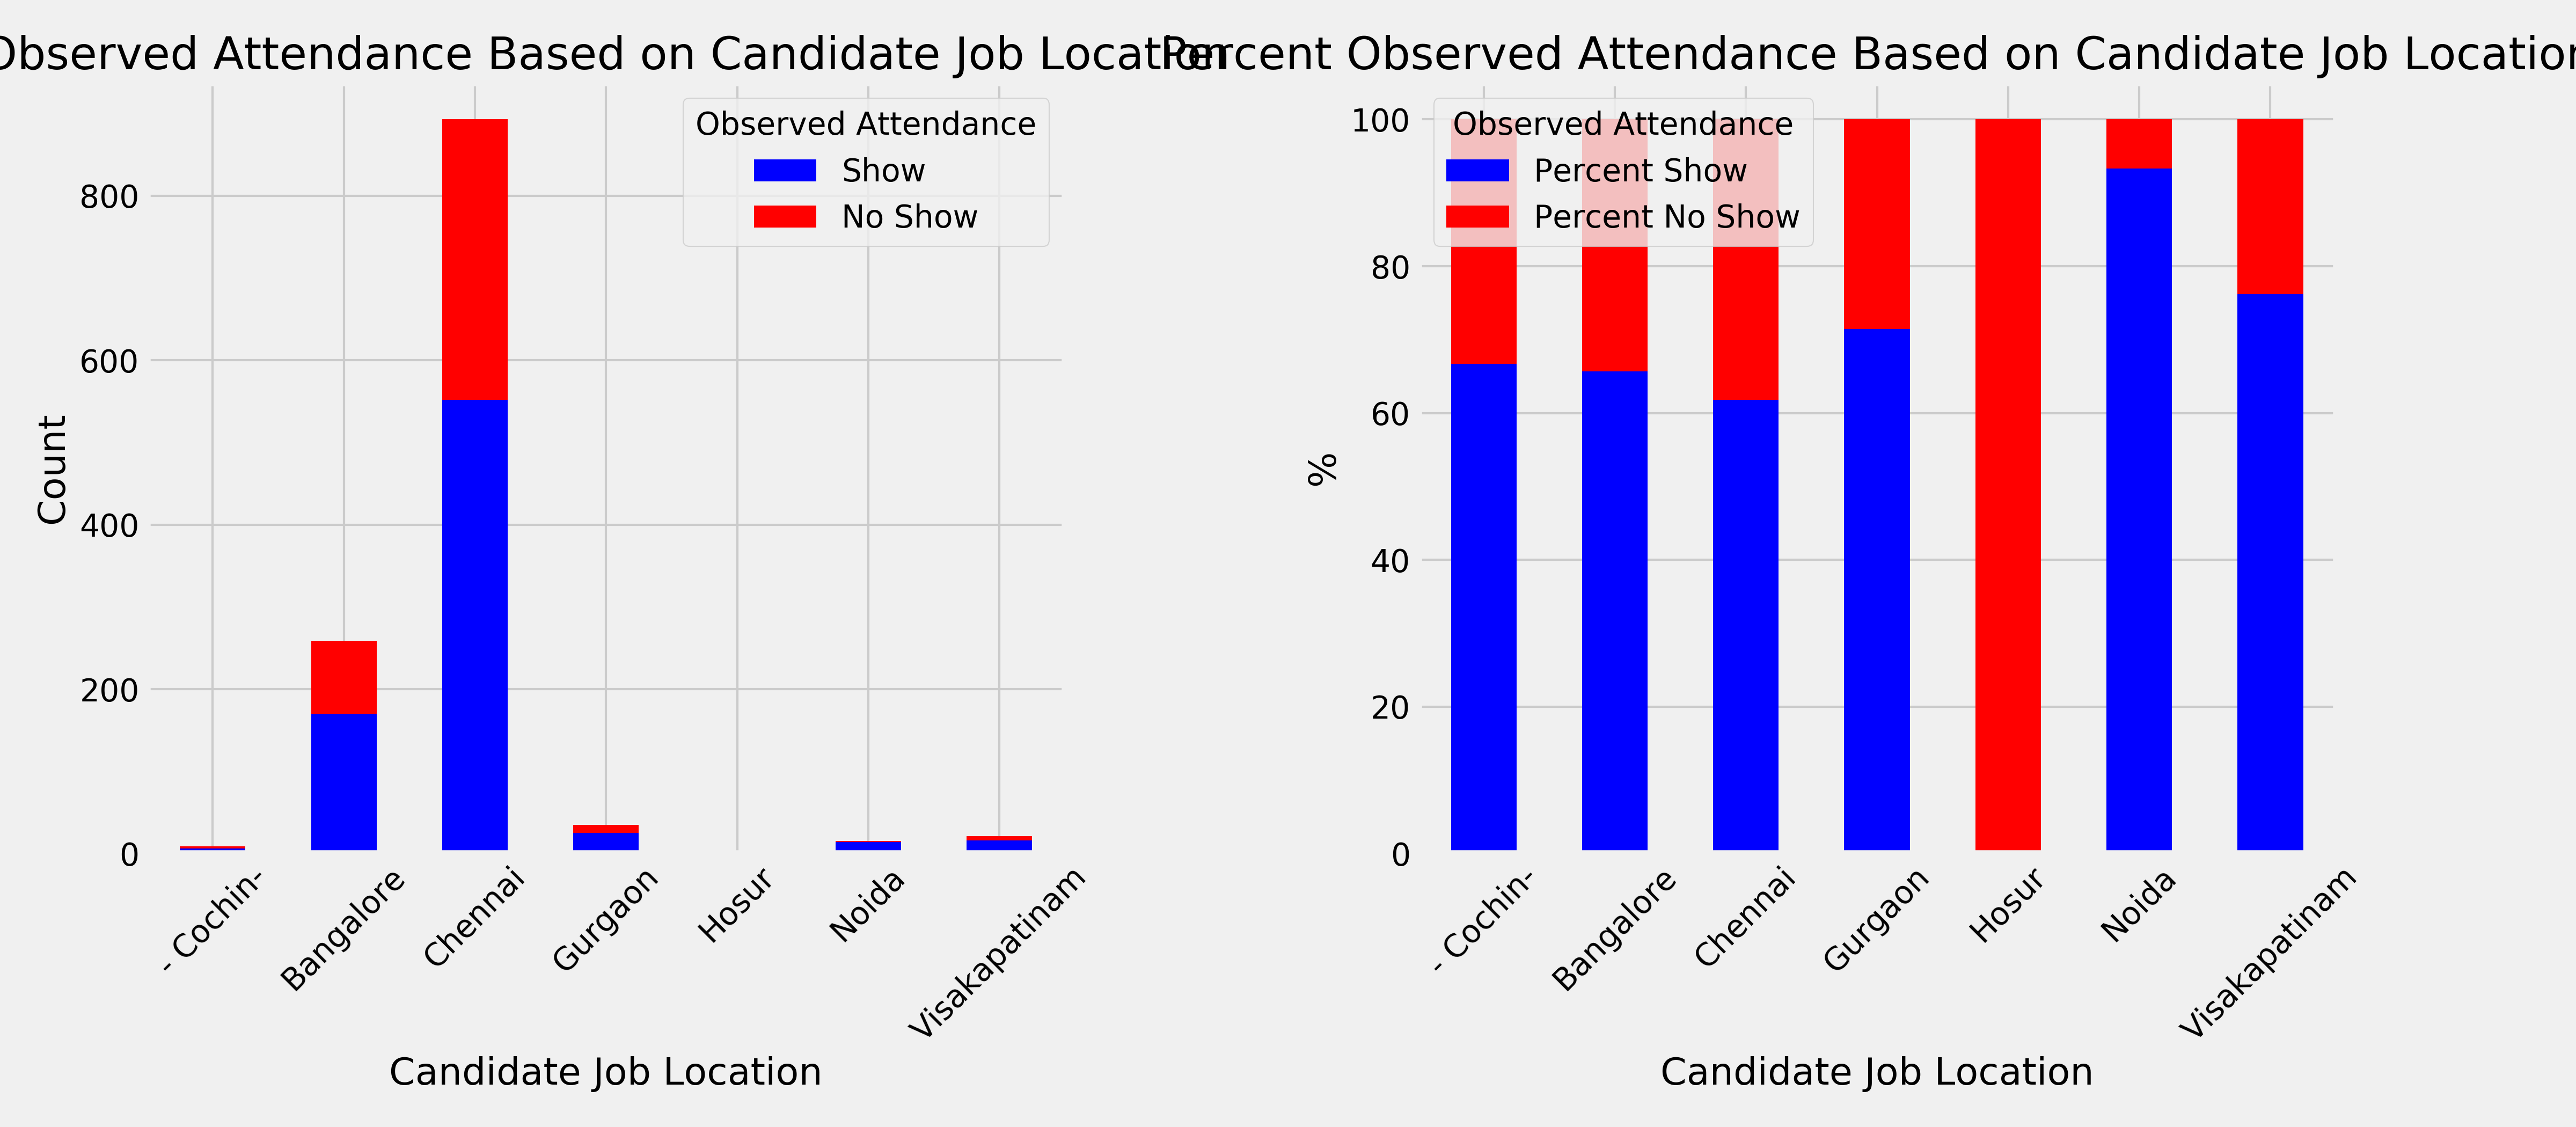 Observed Attendance Based on Candidate Job Location
Observed Attendance
Show
No Show
800
600
400
200
0
Count
- Cochin-
Bangalore
Chennai
Gurgaon
Hosur
Noida
Visakapatinam
Candidate Job Location
Percent Observed Attendance Based on Candidate Job Location
Observed Attendance
Percent Show
Percent No Show
100
80
60
40
20
0
%
- Cochin-
Bangalore
Chennai
Gurgaon
Hosur
Noida
Visakapatinam
Candidate Job Location